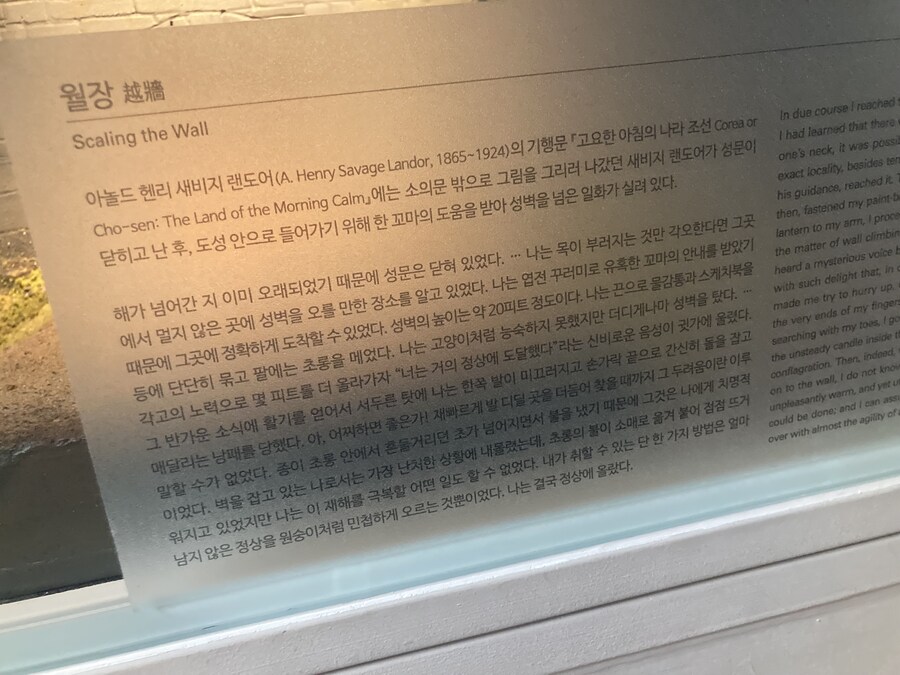 월장 越牆
Scaling the Wall
아놀드 헨리 새비지 랜도어(A. Henry Savage Landor, 1865~1924)의 기행문 『고요한 아침의 나라 조선 Corea or
Cho-sen: The Land of the Morning Calm』에는 소의문 밖으로 그림을 그리러 나갔던 새비지 랜도어가 성문이
닫히고 난 후, 도성 안으로 들어가기 위해 한 꼬마의 도움을 받아 성벽을 넘은 일화가 실려 있다.
해가 넘어간 지 이미 오래되었기 때문에 성문은 닫혀 있었다. … 나는 목이 부러지는 것만 각오한다면 그곳
에서 멀지 않은 곳에 성벽을 오를 만한 장소를 알고 있었다. 나는 엽전 꾸러미로 유혹한 꼬마의 안내를 받았기
때문에 그곳에 정확하게 도착할 수 있었다. 성벽의 높이는 약 20피트 정도이다. 나는 끈으로 물감통과 스케치북을
등에 단단히 묶고 팔에는 초롱을 메었다. 나는 고양이처럼 능숙하지 못했지만 더디게나마 성벽을 탔다. …
각고의 노력으로 몇 피트를 더 올라가자 “너는 거의 정상에 도달했다”라는 신비로운 음성이 귓가에 울렸다.
그 반가운 소식에 활기를 얻어서 서두른 탓에 나는 한쪽 발이 미끄러지고 손가락 끝으로 간신히 돌을 잡고
매달리는 낭패를 당했다. 아, 어찌하면 좋은가! 재빠르게 발 디딜 곳을 더듬어 찾을 때까지 그 두려움이란 이루
말할 수가 없었다. 종이 초롱 안에서 흔들거리던 초가 넘어지면서 불을 냈기 때문에 그것은 나에게 치명적
이었다. 벽을 잡고 있는 나로서는 가장 난처한 상황에 내몰렸는데, 초롱의 불이 소매로 옮겨 붙어 점점 뜨거
워지고 있었지만 나는 이 재해를 극복할 어떤 일도 할 수 없었다. 내가 취할 수 있는 단 한 가지 방법은 얼마
남지 않은 정상을 원숭이처럼 민첩하게 오르는 것뿐이었다. 나는 결국 정상에 올랐다.
In due course I reached
I had learned that there
one's neck, it was possi
exact locality, besides
his guidance, reached it.
then, fastened my paint-b
lantern to my arm, I proc
the matter of wall climbin
heard a mysterious voice
with such delight that, in
made me try to hurry up,
the very ends of my finger
searching with my toes, I go
the unsteady candle inside t
conflagration. Then, indeed,
on to the wall, I do not know
unpleasantly warm, and yet u
could be done; and I can ass
over with almost the agility of